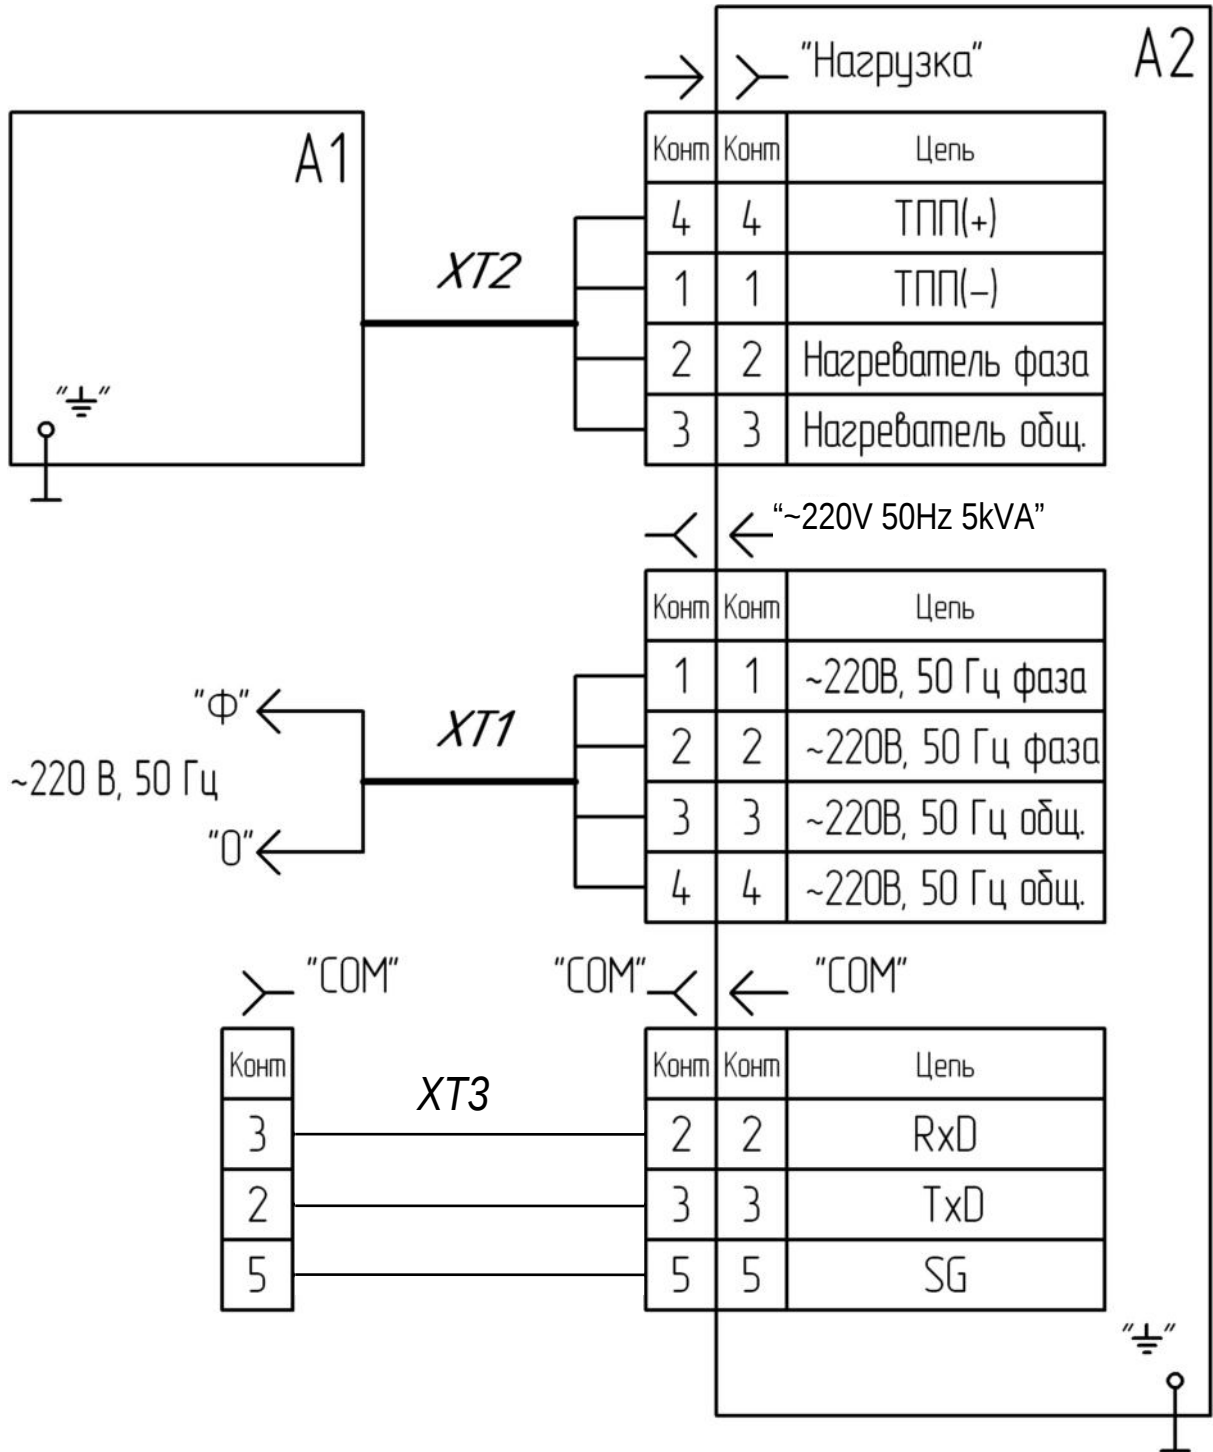 А2
"Нагрузка"
А1
Конт Конт Цепь
4 4 ТПП(+)
XT2
1 1 ТПП(–)
2 2 Нагреватель фаза
3 3 Нагреватель общ.
"⏚"
“~220V 50Hz 5kVA”
Конт Конт Цепь
1 1 ~220В, 50 Гц фаза
"Ф"
XT1
2 2 ~220В, 50 Гц фаза
~220 В, 50 Гц
3 3 ~220В, 50 Гц общ.
"О"
4 4 ~220В, 50 Гц общ.
"COM" "COM" "COM"
Конт Конт Конт Цепь
XT3
3 2 2 RxD
2 3 3 TxD
5 5 5 SG
"⏚"